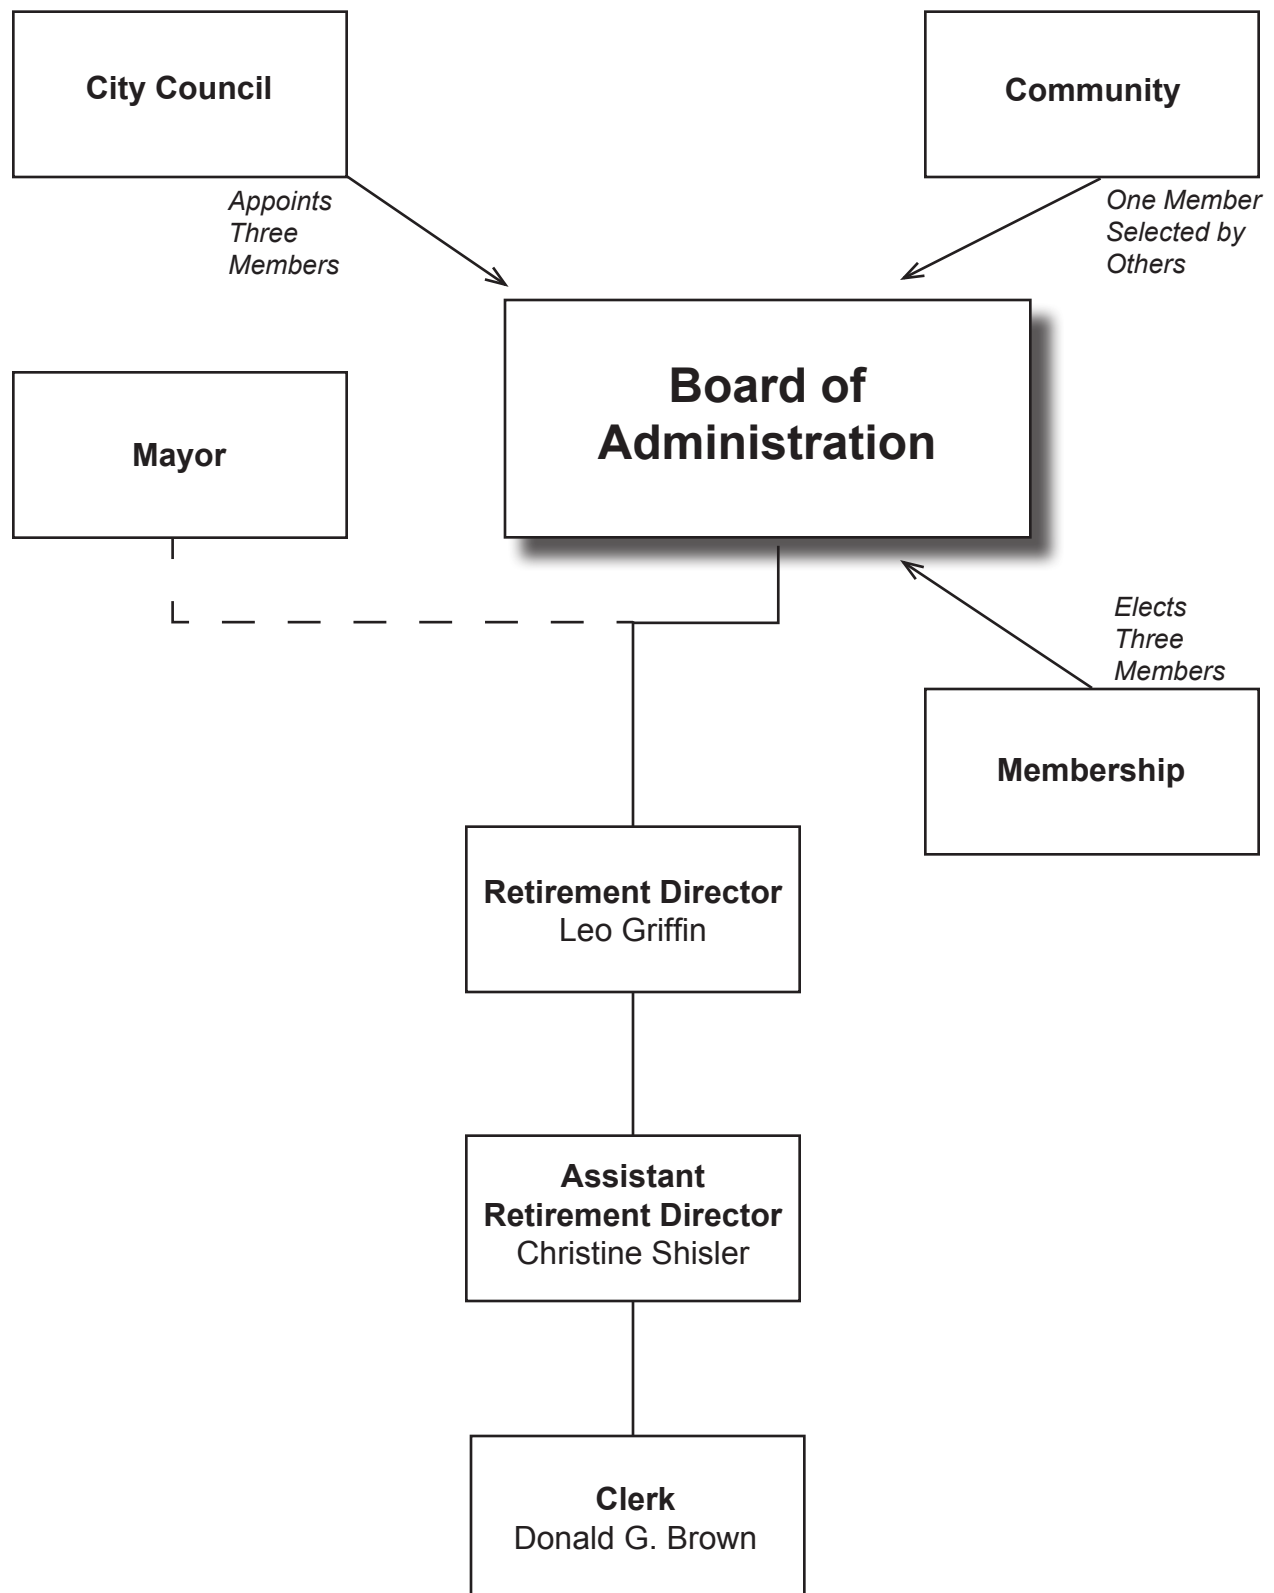 City Council
Community
Appoints
Three
Members
One Member
Selected by
Others
Board of
Administration
Mayor
Elects
Three
Members
Membership
Retirement Director
Leo Griffin
Assistant
Retirement Director
Christine Shisler
Clerk
Donald G. Brown